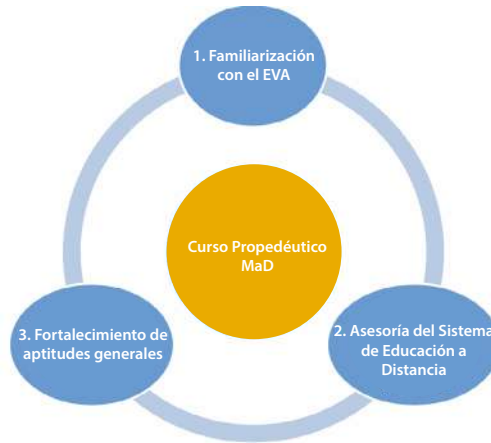 1. Familiarización
con el EVA
Curso Propedéutico
MaD
3. Fortalecimiento de
aptitudes generales
2. Asesoría del Sistema
de Educación a
Distancia